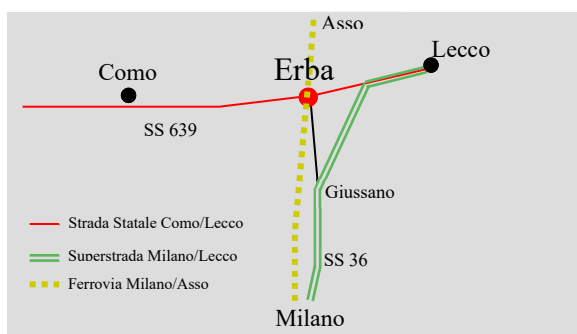 Asso
Lecco
Como
Erba
SS 639
Giussano
Strada Statale Como/Lecco
Superstrada Milano/Lecco
SS 36
Ferrovia Milano/Asso
Milano